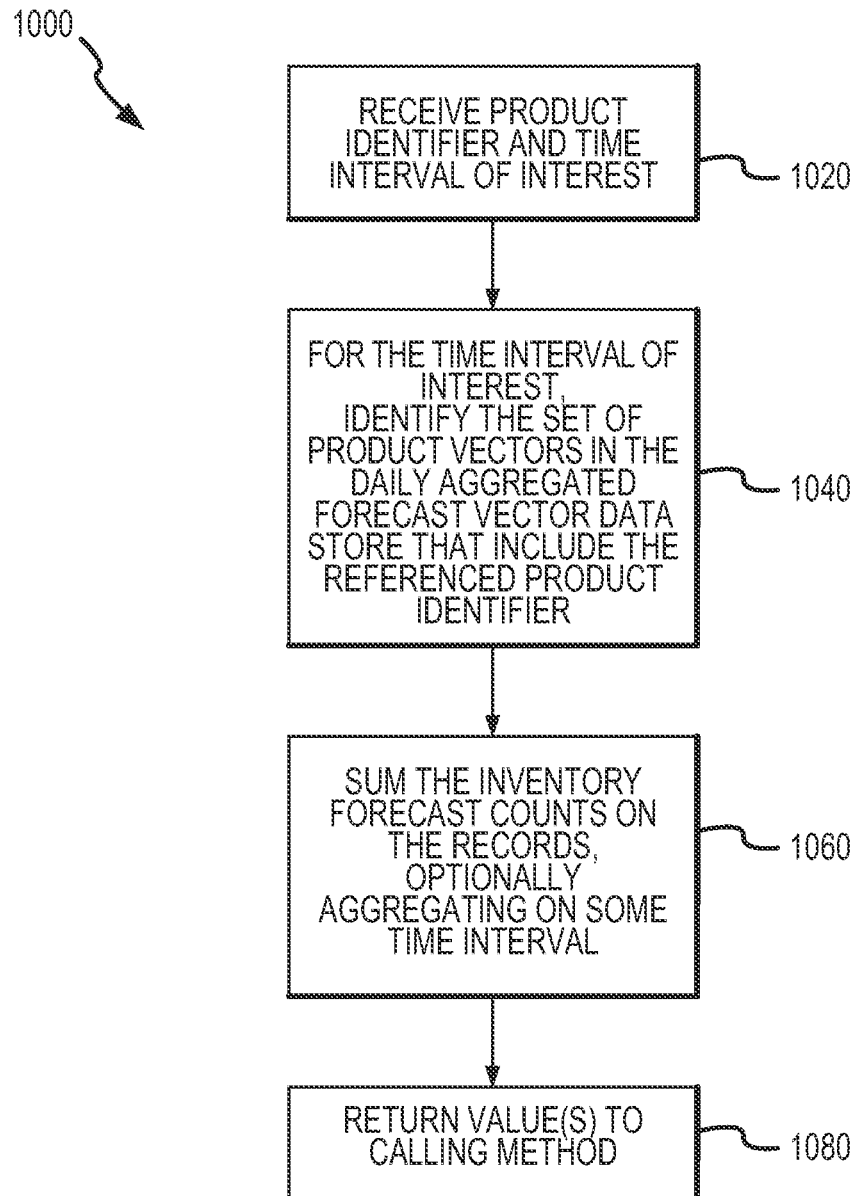 1000
RECEIVE PRODUCT
IDENTIFIER AND TIME
INTERVAL OF INTEREST
1020
FOR THE TIME INTERVAL OF
INTEREST,
IDENTIFY THE SET OF
PRODUCT VECTORS IN THE
DAILY AGGREGATED
FORECAST VECTOR DATA
STORE THAT INCLUDE THE
REFERENCED PRODUCT
IDENTIFIER
1040
SUM THE INVENTORY
FORECAST COUNTS ON
THE RECORDS,
OPTIONALLY
AGGREGATING ON SOME
TIME INTERVAL
1060
RETURN VALUE(S) TO
CALLING METHOD
1080